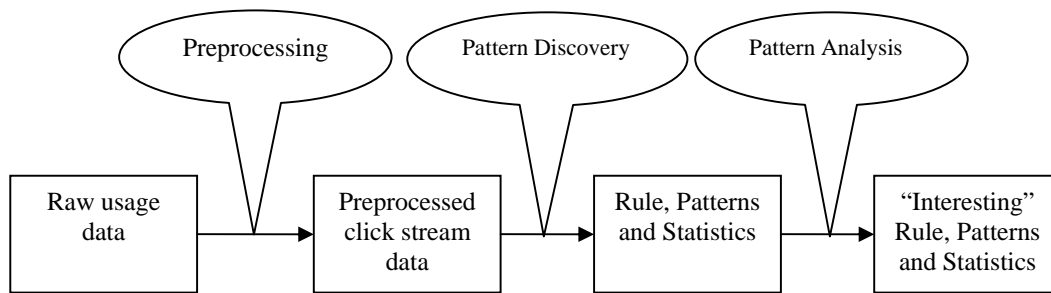 Preprocessing
Pattern Discovery
Pattern Analysis
Raw usage
data
Preprocessed
click stream
data
Rule, Patterns
and Statistics
“Interesting”
Rule, Patterns
and Statistics